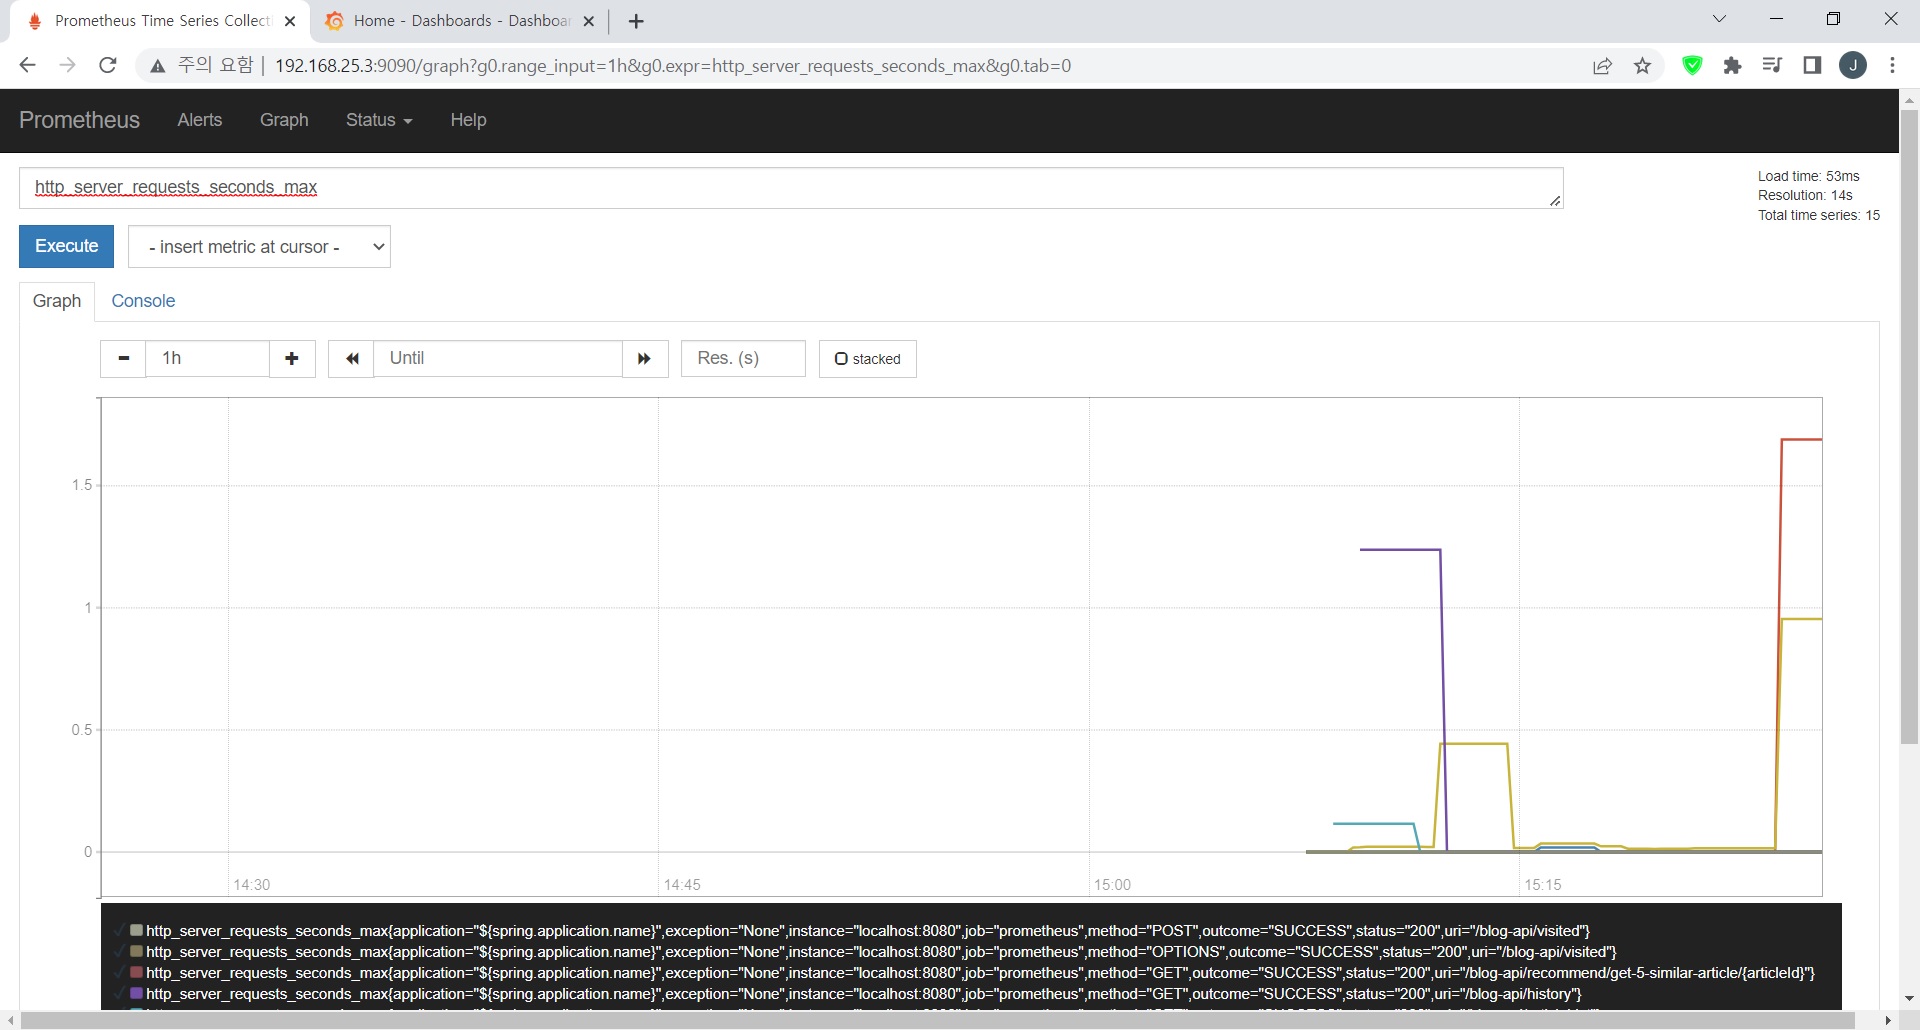 Prometheus Time Series Collect
Home - Dashboards - Dashboar
주의 요함
192.168.25.3:9090/graph?g0.range_input=1h&g0.expr=http_server_requests_seconds_max&g0.tab=0
J
Prometheus Alerts Graph Status Help
http_server_requests_seconds_max
Load time: 53ms
Resolution: 14s
Total time series: 15
Execute - insert metric at cursor -
Graph Console
1h Until Res. (s) stacked
1.5
1
0.5
0
14:30 14:45 15:00 15:15
http_server_requests_seconds_max{application="${spring.application.name}",exception="None",instance="localhost:8080",job="prometheus",method="POST",outcome="SUCCESS",status="200",uri="/blog-api/visited"}
http_server_requests_seconds_max{application="${spring.application.name}",exception="None",instance="localhost:8080",job="prometheus",method="OPTIONS",outcome="SUCCESS",status="200",uri="/blog-api/visited"}
http_server_requests_seconds_max{application="${spring.application.name}",exception="None",instance="localhost:8080",job="prometheus",method="GET",outcome="SUCCESS",status="200",uri="/blog-api/recommend/get-5-similar-article/{articleId}"}
http_server_requests_seconds_max{application="${spring.application.name}",exception="None",instance="localhost:8080",job="prometheus",method="GET",outcome="SUCCESS",status="200",uri="/blog-api/history"}